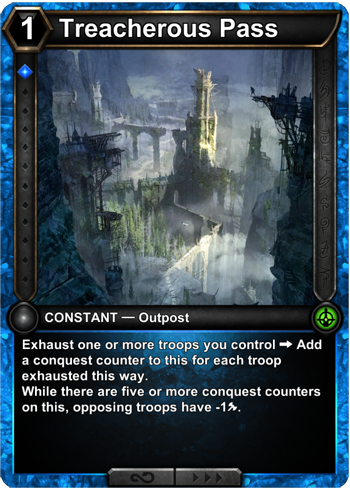 1 Treacherous Pass
CONSTANT — Outpost
Exhaust one or more troops you control ➡ Add
a conquest counter to this for each troop
exhausted this way.
While there are five or more conquest counters
on this, opposing troops have -1.